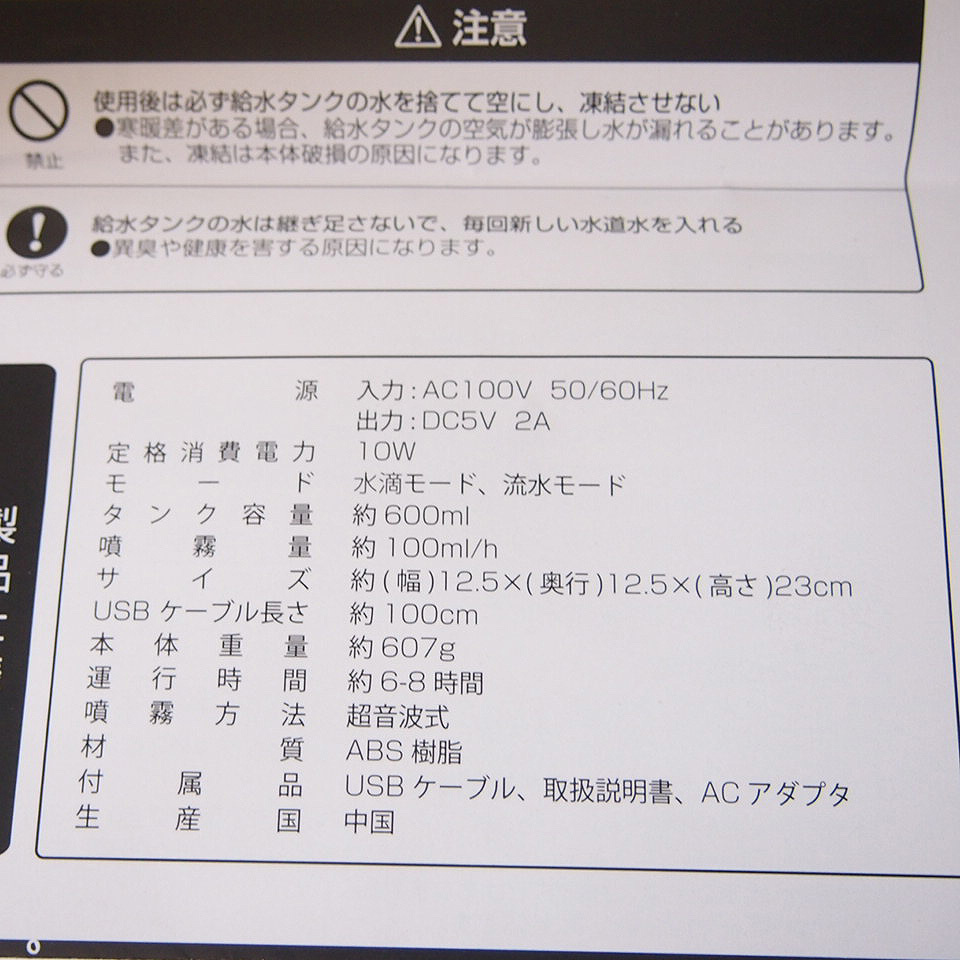 注意
使用後は必ず給水タンクの水を捨てて空にし、凍結させない
禁止
●寒暖差がある場合、給水タンクの空気が膨張し水が漏れることがあります。
また、凍結は本体破損の原因になります。
給水タンクの水は継ぎ足さないで、毎回新しい水道水を入れる
必ず守る
●異臭や健康を害する原因になります。
製品
電源 入力:AC100V 50/60Hz
出力:DC5V 2A
定格消費電力 10W
モード 水滴モード、流水モード
タンク容量 約600ml
噴霧量 約100ml/h
サイズ 約(幅)12.5×(奥行)12.5×(高さ)23cm
USBケーブル長さ 約100cm
本体重量 約607g
運行時間 約6-8時間
噴霧方法 超音波式
材質 ABS樹脂
付属品 USBケーブル、取扱説明書、ACアダプタ
生産国 中国